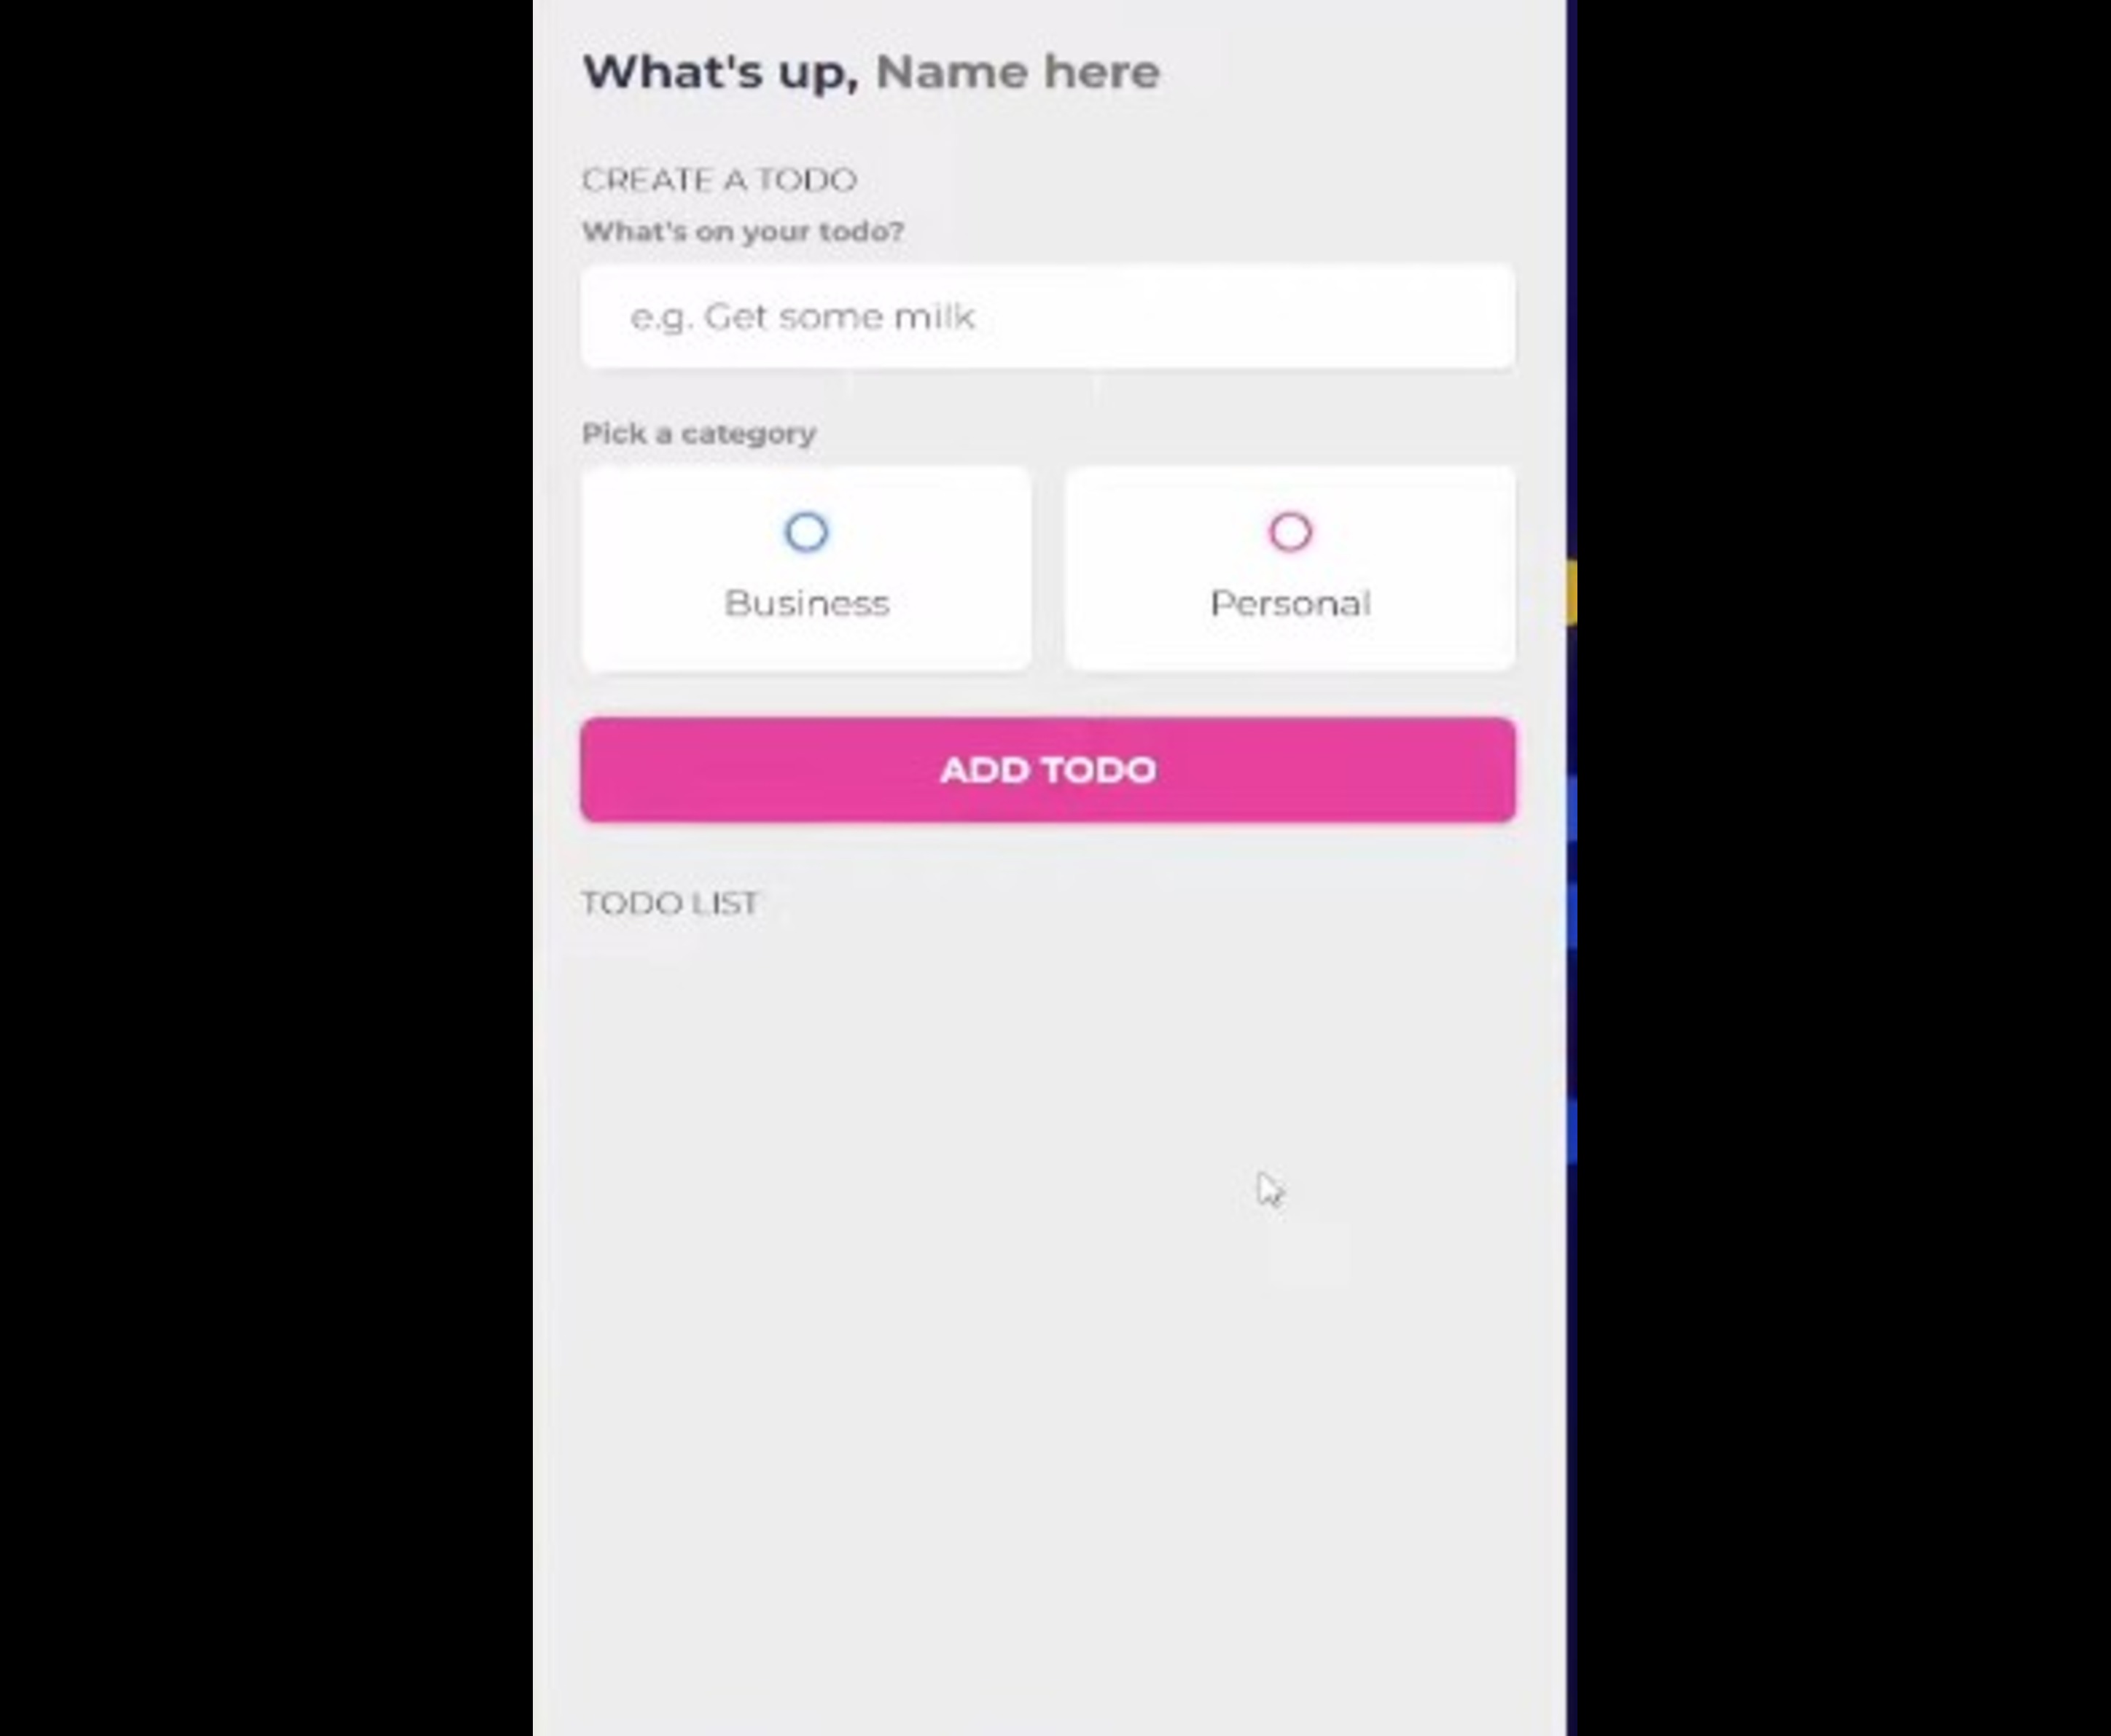 What's up, Name here
CREATE A TODO
What's on your todo?
e.g. Get some milk
Pick a category
Business
Personal
ADD TODO
TODO LIST